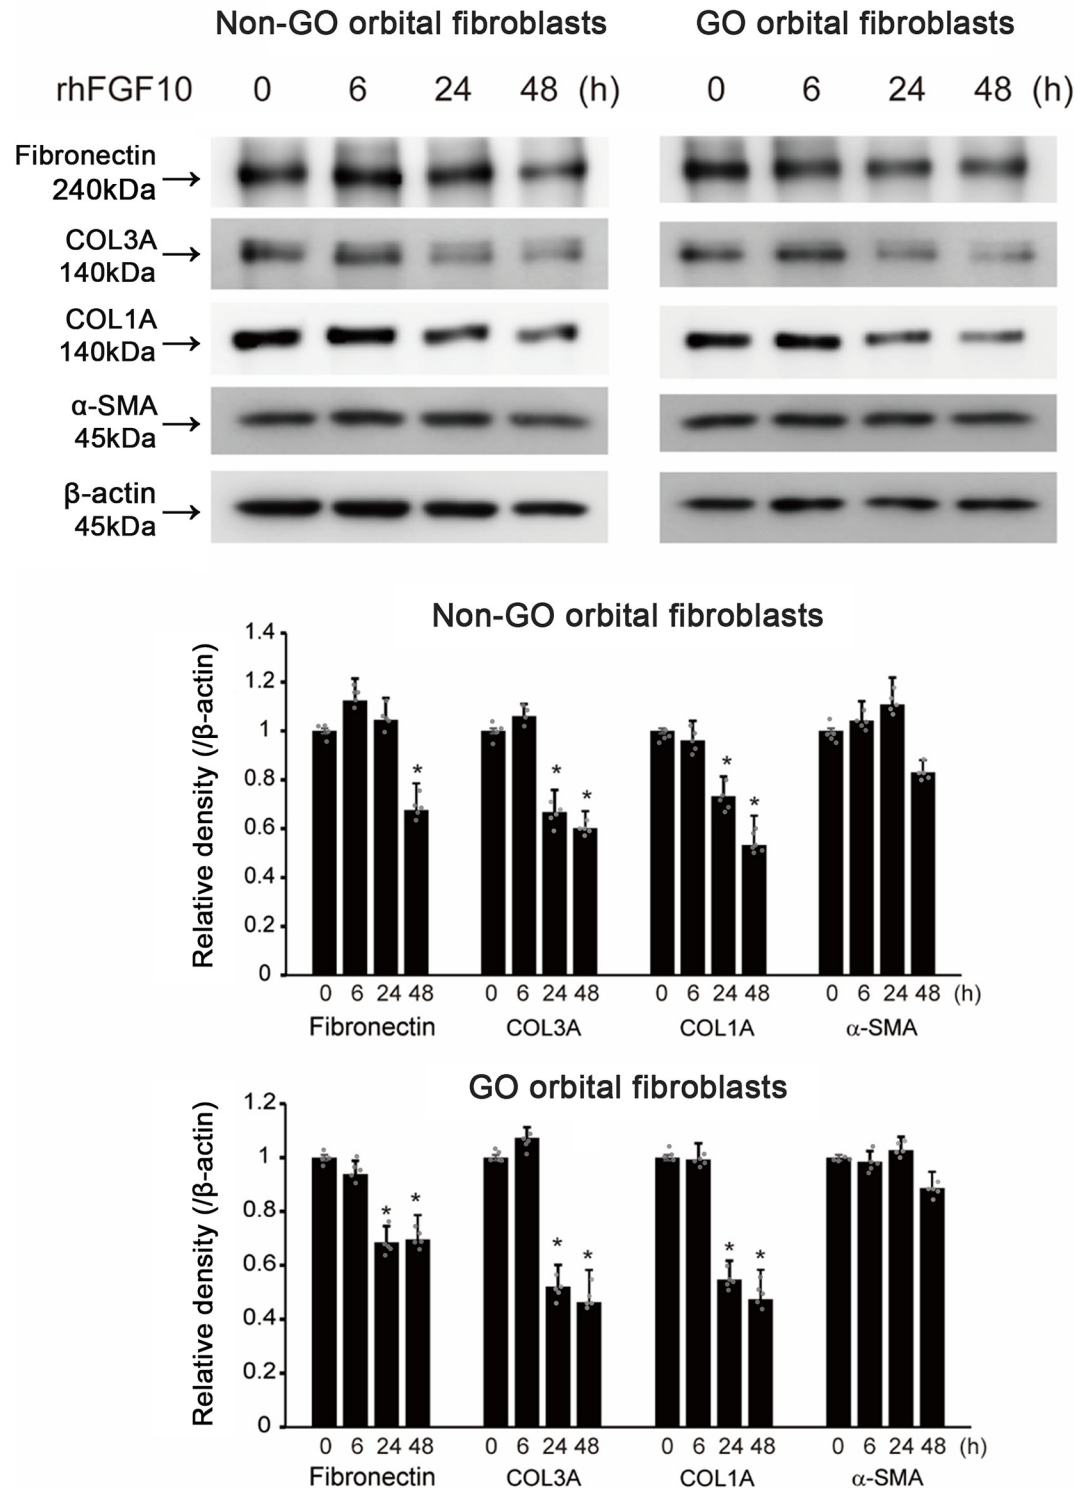 Non-GO orbital fibroblasts GO orbital fibroblasts
rhFGF10 0 6 24 48 (h) 0 6 24 48 (h)
Fibronectin
240kDa →
COL3A
140kDa →
COL1A
140kDa →
α-SMA
45kDa →
β-actin
45kDa →
Non-GO orbital fibroblasts
Relative density (/β-actin)
1.4
1.2
1
0.8
0.6
0.4
0.2
0
* * * * *
0 6 24 48 0 6 24 48 0 6 24 48 0 6 24 48 (h)
Fibronectin COL3A COL1A α-SMA
GO orbital fibroblasts
Relative density (/β-actin)
1.2
1
0.8
0.6
0.4
0.2
0
* * * * * *
0 6 24 48 0 6 24 48 0 6 24 48 0 6 24 48 (h)
Fibronectin COL3A COL1A α-SMA